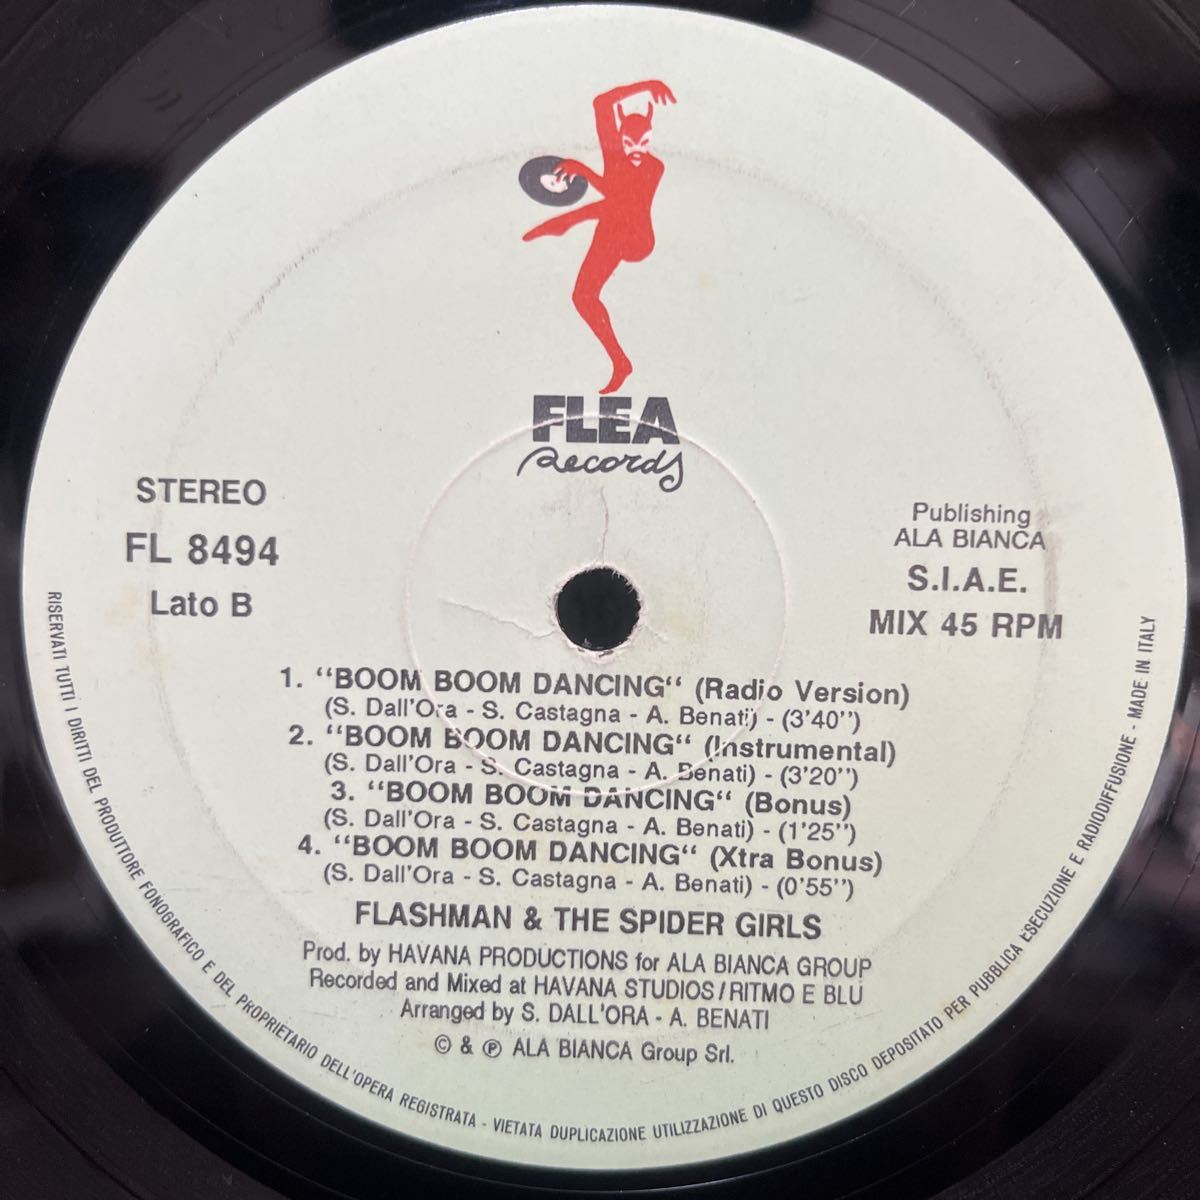 FLEA
Records
STEREO
FL 8494
Lato B
Publishing
ALA BIANCA
S.I.A.E.
MIX 45 RPM
1. "BOOM BOOM DANCING" (Radio Version)
(S. Dall'Ora - S. Castagna - A. Benati) - (3'40")
2. "BOOM BOOM DANCING" (Instrumental)
(S. Dall'Ora - S. Castagna - A. Benati) - (3'20")
3. "BOOM BOOM DANCING" (Bonus)
(S. Dall'Ora - S. Castagna - A. Benati) - (1'25")
4. "BOOM BOOM DANCING" (Xtra Bonus)
(S. Dall'Ora - S. Castagna - A. Benati) - (0'55")
FLASHMAN & THE SPIDER GIRLS
Prod. by HAVANA PRODUCTIONS for ALA BIANCA GROUP
Recorded and Mixed at HAVANA STUDIOS/RITMO E BLU
Arranged by S. DALL'ORA - A. BENATI
© & ℗ ALA BIANCA Group Srl.
RISERVATI TUTTI I DIRITTI DEL PRODUTTORE FONOGRAFICO E DEL PROPRIETARIO DELL'OPERA REGISTRATA - VIETATA DUPLICAZIONE UTILIZZAZIONE DI QUESTO DISCO DEPOSITATO PER PUBBLICA ESECUZIONE E RADIODIFFUSIONE - MADE IN ITALY